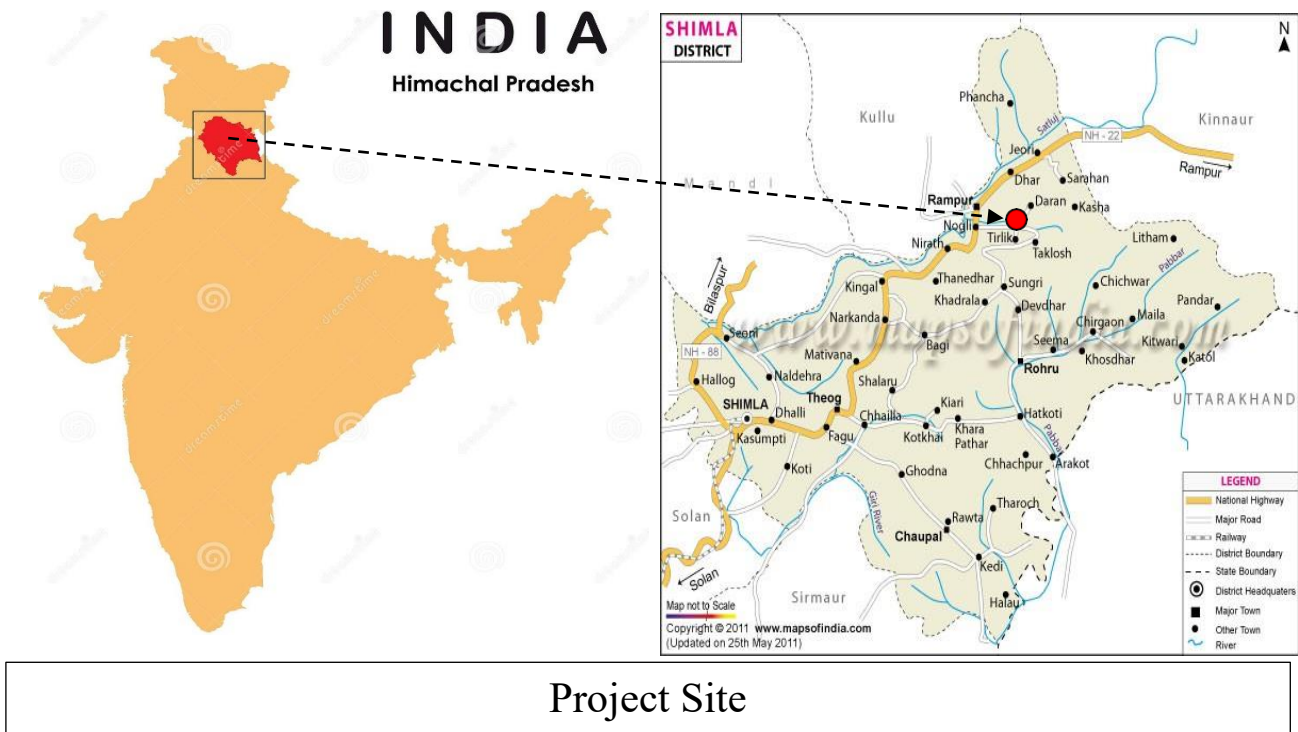 INDIA
Himachal Pradesh
SHIMLA
DISTRICT
N
Phancha
Kullu
Satluj
NH - 22
Kinnaur
Jeori
Rampur
Dhar
Sarahan
Mandi
Rampur
Daran
Kasha
Nogli
Tirlik
Taklosh
Litham
Nirath
Pabbar
Bilaspur
Kingal
Thanedhar
Sungri
Chichwar
Khadrala
Devdhar
Pandar
Narkanda
Maila
Chirgaon
www.mapsofindia.com
Seoni
Bagi
Seema
Kitwari
NH - 88
Mativana
Khosdhar
Katol
Rohru
Hallog
Naldehra
Shalaru
UTTARAKHAND
SHIMLA
Theog
Kiari
Dhalli
Chhailla
Hatkoti
Kasumpti
Fagu
Kotkhai
Khara
Pathar
Pabbar
Koti
Ghodna
Chhachpur
Arakot
LEGEND
National Highway
Major Road
Railway
District Boundary
State Boundary
District Headquaters
Major Town
Other Town
River
Solan
Giri River
Tharoch
Rawta
Chaupal
Kedi
Solan
Sirmaur
Halau
Map not to Scale
Copyright © 2011 www.mapsofindia.com
(Updated on 25th May 2011)
Project Site